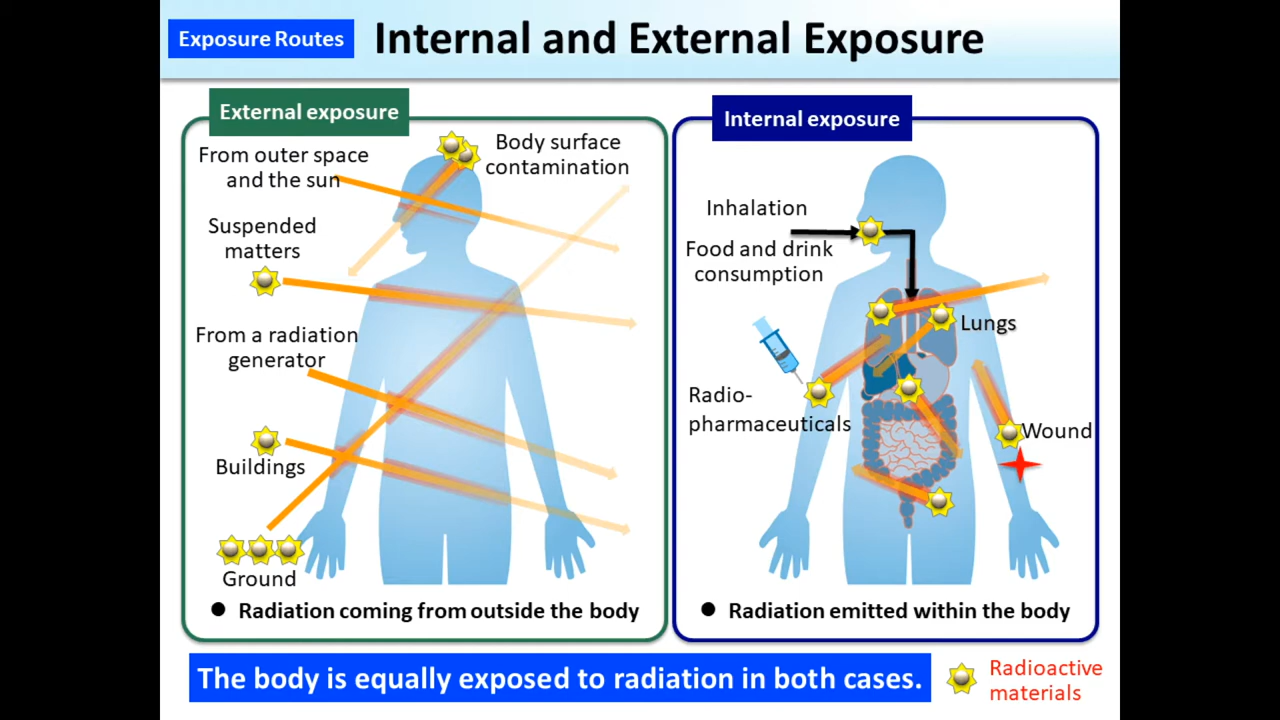 Exposure Routes
Internal and External Exposure
External exposure
From outer space
and the sun
Body surface
contamination
Suspended
matters
From a radiation
generator
Buildings
Ground
● Radiation coming from outside the body
Internal exposure
Inhalation
Food and drink
consumption
Lungs
Radio-
pharmaceuticals
Wound
● Radiation emitted within the body
The body is equally exposed to radiation in both cases.
Radioactive
materials